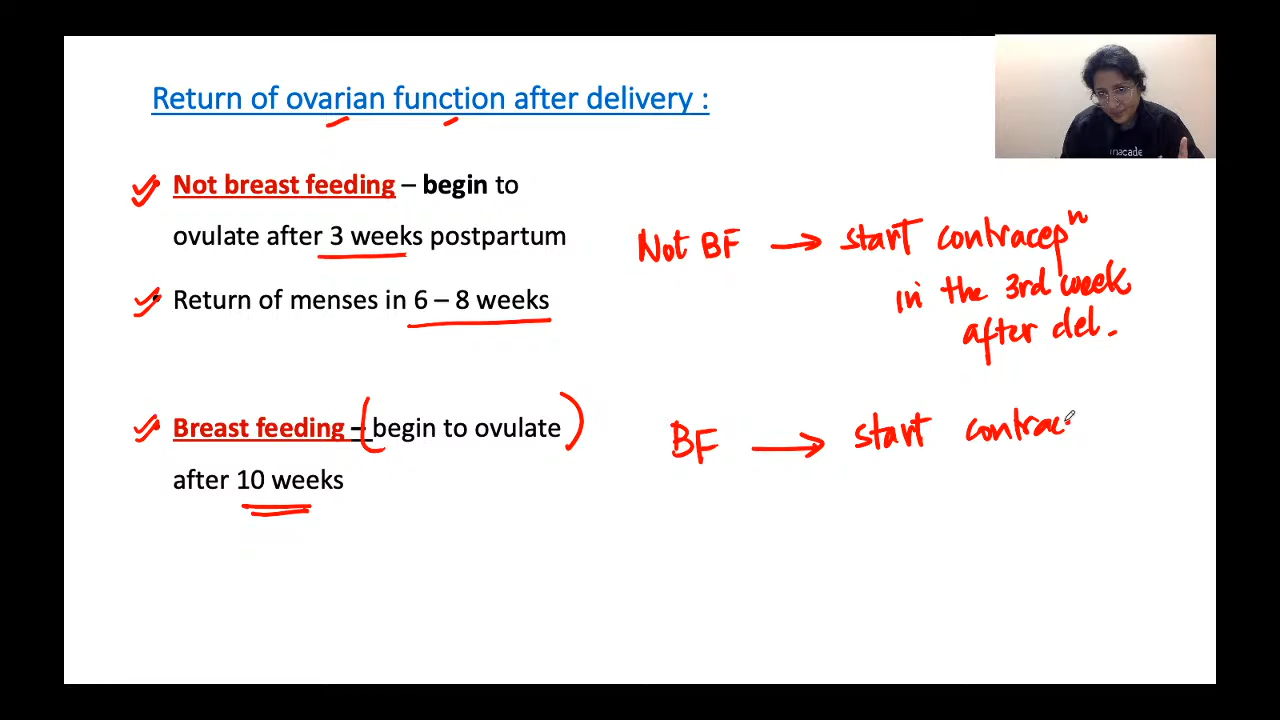 Return of ovarian function after delivery :
Not breast feeding – begin to
ovulate after 3 weeks postpartum
Return of menses in 6 – 8 weeks
Breast feeding – begin to ovulate
after 10 weeks
Not BF → start contracepn
in the 3rd week
after del.
BF → start contrac
nacade